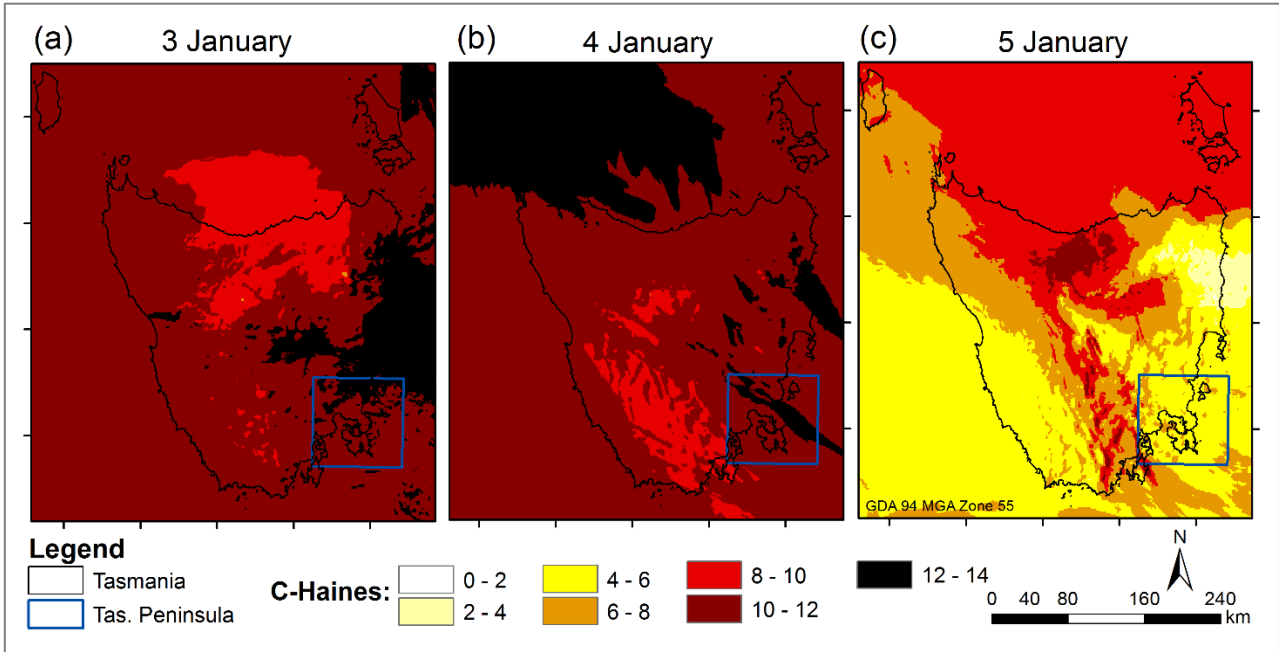 (a) 3 January (b) 4 January (c) 5 January
GDA 94 MGA Zone 55
Legend
Tasmania
Tas. Peninsula
C-Haines:
0 - 2 4 - 6 8 - 10 12 - 14
2 - 4 6 - 8 10 - 12
N
0 40 80 160 240
km